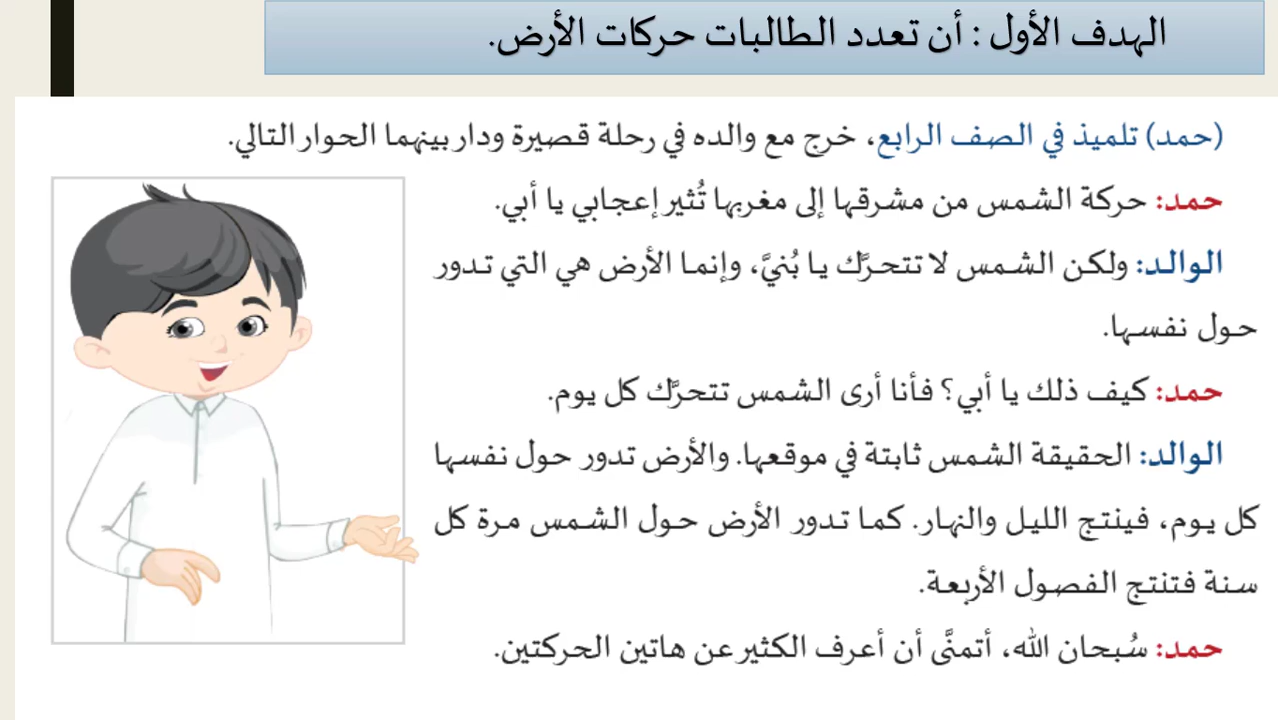 الهدف الأول : أن تعدد الطالبات حركات الأرض.
(حمد) تلميذ في الصف الرابع، خرج مع والده في رحلة قصيرة ودار بينهما الحوار التالي.
حمد: حركة الشمس من مشرقها إلى مغربها تُثير إعجابي يا أبي.
الوالد: ولكن الشمس لا تتحرَّك يا بُنيَّ، وإنما الأرض هي التي تدور
حول نفسها.
حمد: كيف ذلك يا أبي؟ فأنا أرى الشمس تتحرَّك كل يوم.
الوالد: الحقيقة الشمس ثابتة في موقعها. والأرض تدور حول نفسها
كل يوم، فينتج الليل والنهار. كما تدور الأرض حول الشمس مرة كل
سنة فتنتج الفصول الأربعة.
حمد: سُبحان الله، أتمنَّى أن أعرف الكثير عن هاتين الحركتين.